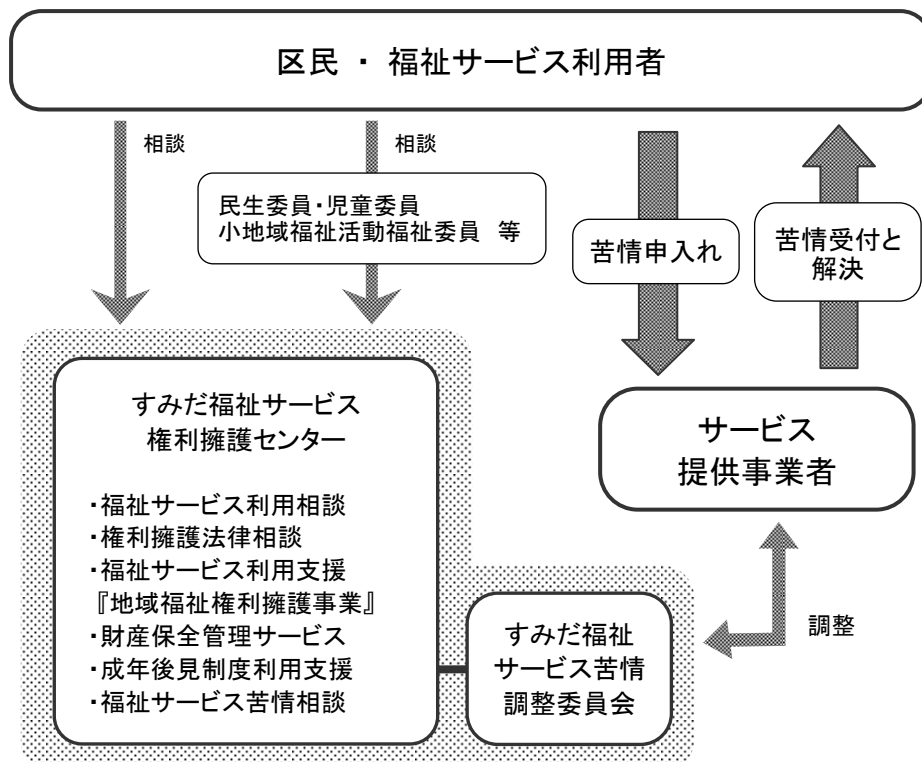 区民 ・ 福祉サービス利用者
相談
相談
民生委員・児童委員
小地域福祉活動福祉委員 等
苦情申入れ
苦情受付と
解決
すみだ福祉サービス
権利擁護センター
・福祉サービス利用相談
・権利擁護法律相談
・福祉サービス利用支援
『地域福祉権利擁護事業』
・財産保全管理サービス
・成年後見制度利用支援
・福祉サービス苦情相談
サービス
提供事業者
すみだ福祉
サービス苦情
調整委員会
調整